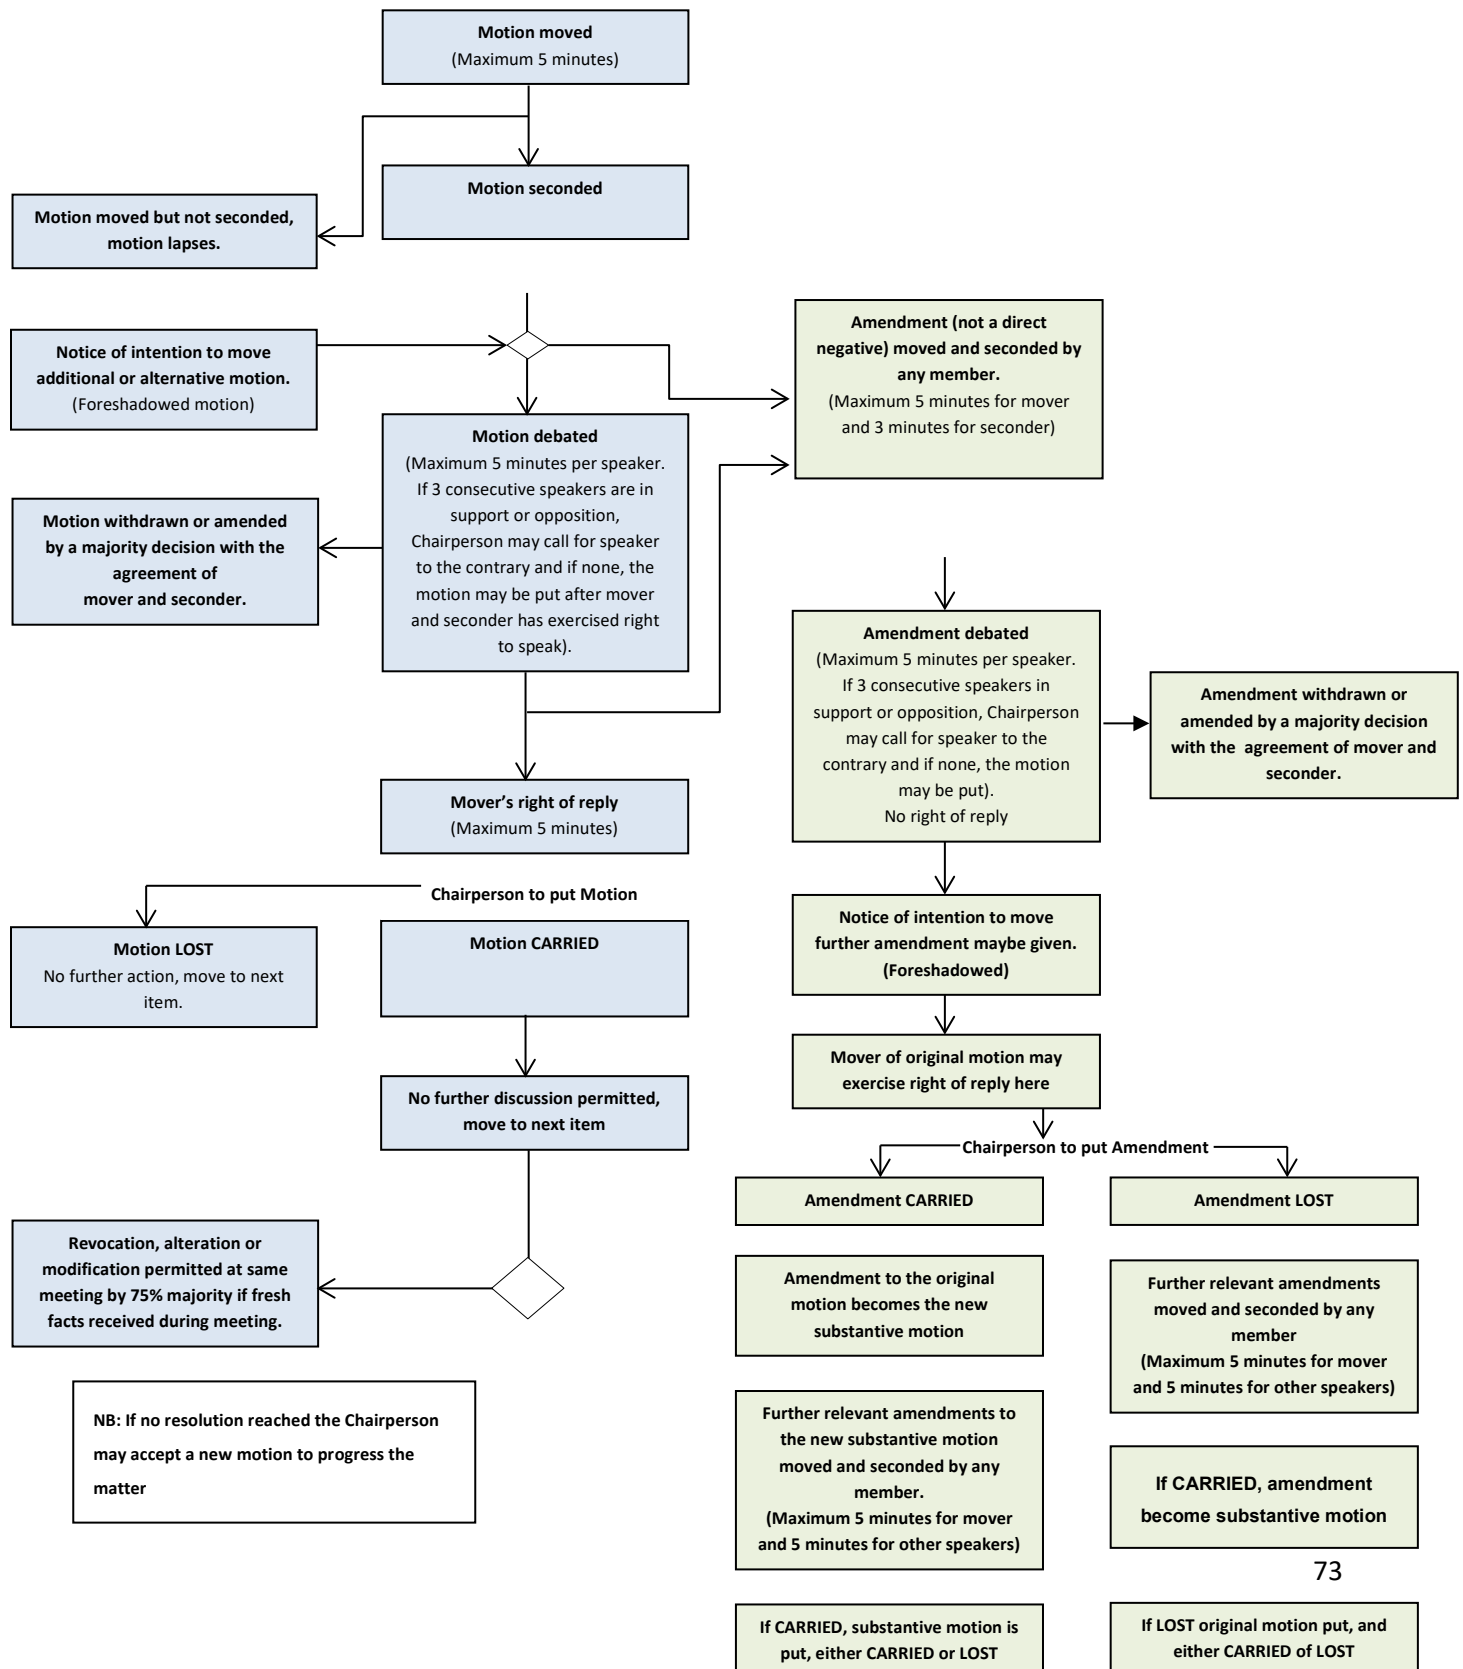 Motion moved
(Maximum 5 minutes)
Motion seconded
Motion moved but not seconded,
motion lapses.
Notice of intention to move
additional or alternative motion.
(Foreshadowed motion)
Amendment (not a direct
negative) moved and seconded by
any member.
(Maximum 5 minutes for mover
and 3 minutes for seconder)
Motion debated
(Maximum 5 minutes per speaker.
If 3 consecutive speakers are in
support or opposition,
Chairperson may call for speaker
to the contrary and if none, the
motion may be put after mover
and seconder has exercised right
to speak).
Motion withdrawn or amended
by a majority decision with the
agreement of
mover and seconder.
Amendment debated
(Maximum 5 minutes per speaker.
If 3 consecutive speakers in
support or opposition, Chairperson
may call for speaker to the
contrary and if none, the motion
may be put).
No right of reply
Amendment withdrawn or
amended by a majority decision
with the  agreement of mover and
seconder.
Mover’s right of reply
(Maximum 5 minutes)
Chairperson to put Motion
Motion LOST
No further action, move to next
item.
Motion CARRIED
Notice of intention to move
further amendment maybe given.
(Foreshadowed)
Mover of original motion may
exercise right of reply here
No further discussion permitted,
move to next item
Chairperson to put Amendment
Amendment CARRIED
Amendment LOST
Revocation, alteration or
modification permitted at same
meeting by 75% majority if fresh
facts received during meeting.
Amendment to the original
motion becomes the new
substantive motion
Further relevant amendments
moved and seconded by any
member
(Maximum 5 minutes for mover
and 5 minutes for other speakers)
NB: If no resolution reached the Chairperson
may accept a new motion to progress the
matter
Further relevant amendments to
the new substantive motion
moved and seconded by any
member.
(Maximum 5 minutes for mover
and 5 minutes for other speakers)
If CARRIED, amendment
become substantive motion
73
If CARRIED, substantive motion is
put, either CARRIED or LOST
If LOST original motion put, and
either CARRIED of LOST